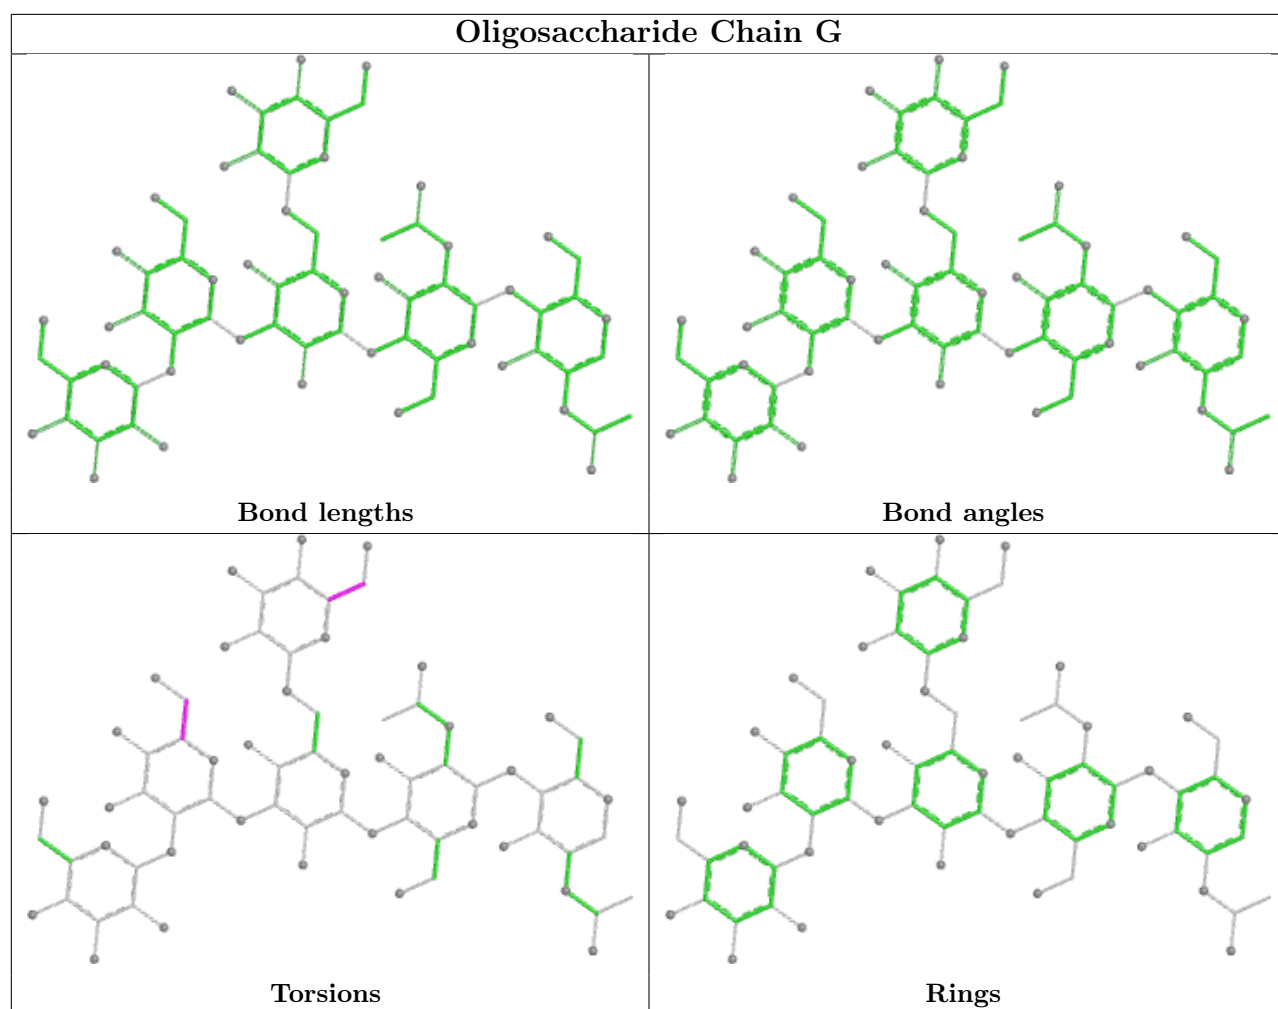 Oligosaccharide Chain G
Bond lengths
Bond angles
Torsions
Rings